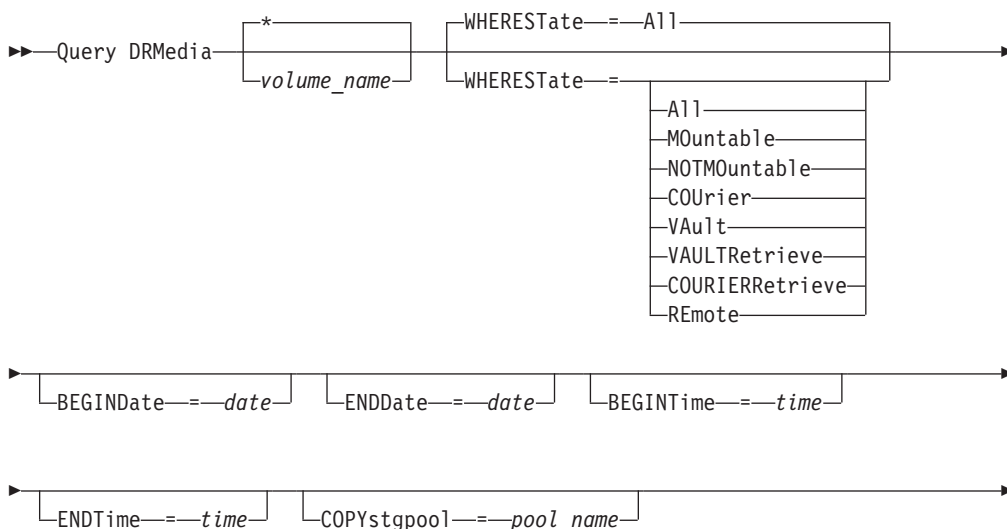 *
WHEREState = All
Query DRMedia
volume_name
WHEREState =
All
MOuntable
NOTMOuntable
COUrier
VAult
VAULTRetrieve
COURIERRetrieve
REmote
BEGINDate = date
ENDDate = date
BEGINTime = time
ENDTime = time
COPYstgpool = pool_name